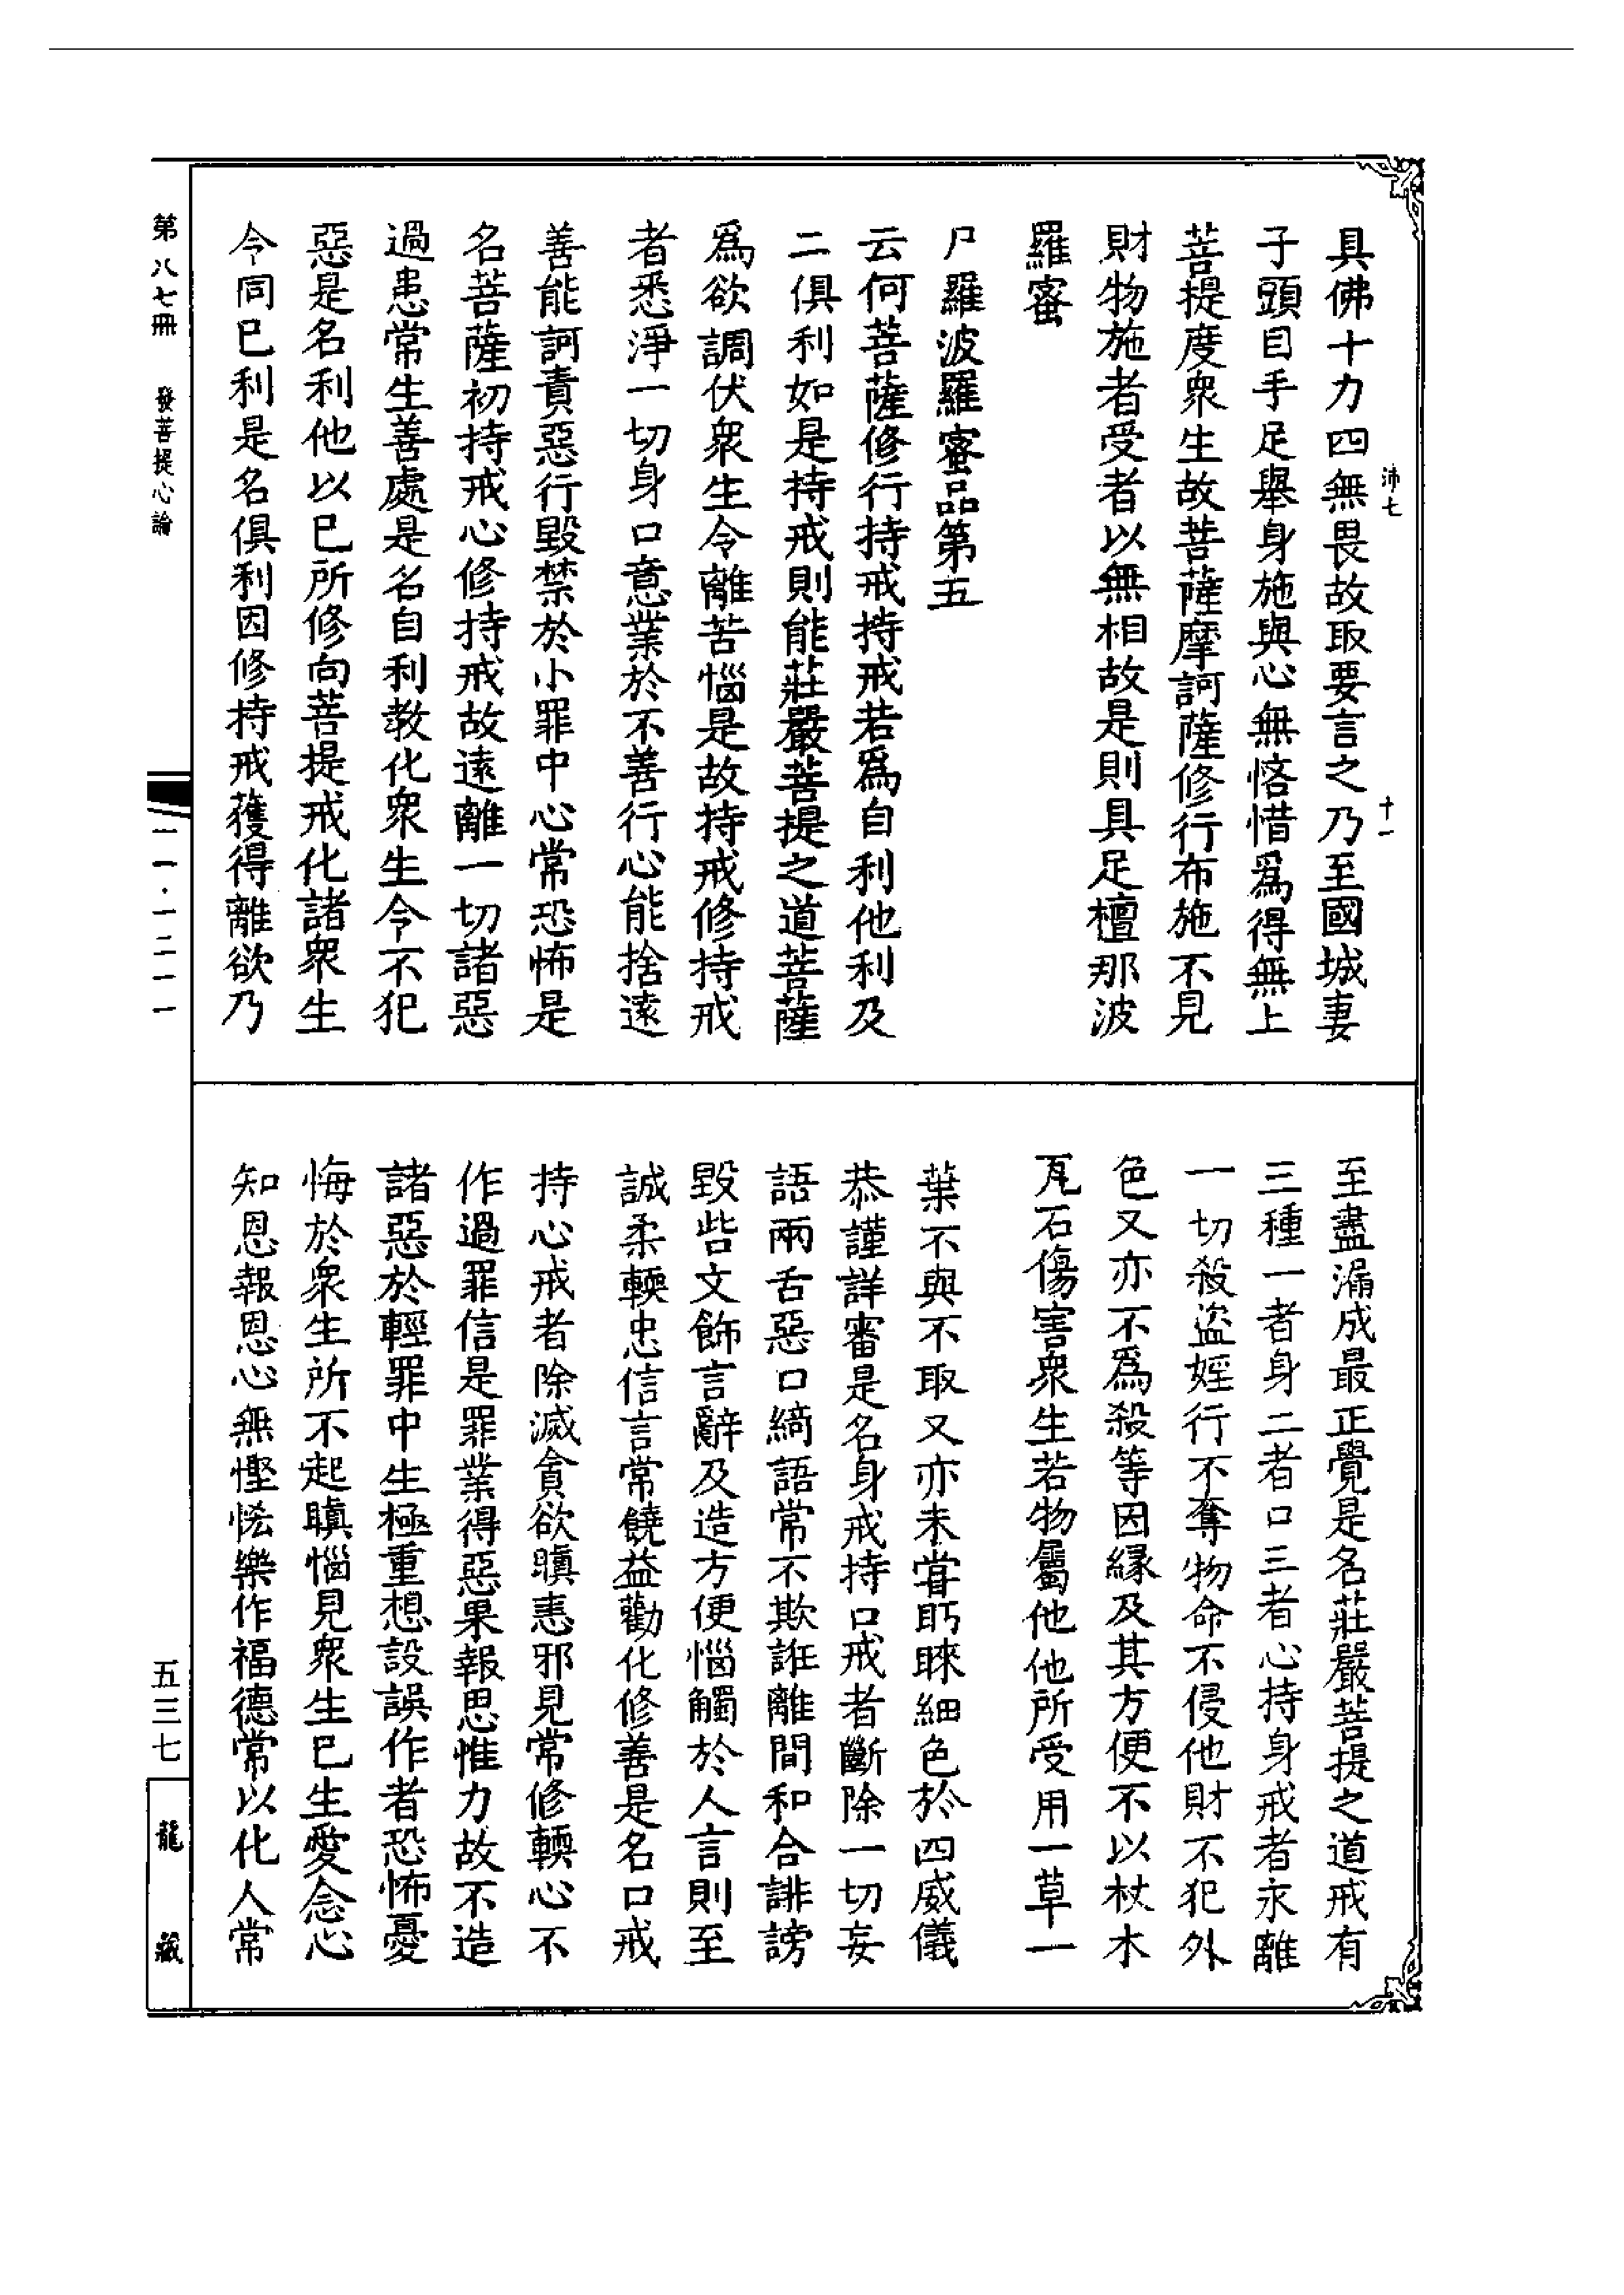 沛七
十一
具佛十力四無畏故取要言之乃至國城妻
子頭目手足舉身施與心無悋惜爲得無上
菩提度衆生故菩薩摩訶薩修行布施不見
財物施者受者以無相故是則具足檀那波
羅蜜
尸羅波羅蜜品第五
云何菩薩修行持戒持戒若爲自利他利及
二俱利如是持戒則能莊嚴菩提之道菩薩
爲欲調伏衆生令離苦惱是故持戒修持戒
者悉淨一切身口意業於不善行心能捨遠
善能訶責惡行毀禁於小罪中心常恐怖是
名菩薩初持戒心修持戒故遠離一切諸惡
過患常生善處是名自利教化衆生令不犯
惡是名利他以已所修向菩提戒化諸衆生
令同已利是名俱利因修持戒獲得離欲乃
至盡漏成最正覺是名莊嚴菩提之道戒有
三種一者身二者口三者心持身戒者永離
一切殺盜婬行不奪物命不侵他財不犯外
色又亦不爲殺等因緣及其方便不以杖木
瓦石傷害衆生若物屬他他所受用一草一
葉不與不取又亦未甞眄睞細色於四威儀
恭謹詳審是名身戒持口戒者斷除一切妄
語兩舌惡口綺語常不欺誑離間和合誹謗
毀呰文飾言辭及造方便惱觸於人言則至
誠柔輭忠信言常饒益勸化修善是名口戒
持心戒者除滅貪欲瞋恚邪見常修輭心不
作過罪信是罪業得惡果報思惟力故不造
諸惡於輕罪中生極重想設誤作者恐怖憂
悔於衆生所不起瞋惱見衆生已生愛念心
知恩報恩心無慳悋樂作福德常以化人常
第八七冊 發菩提心論
一一·一二一一
五三七
龍藏